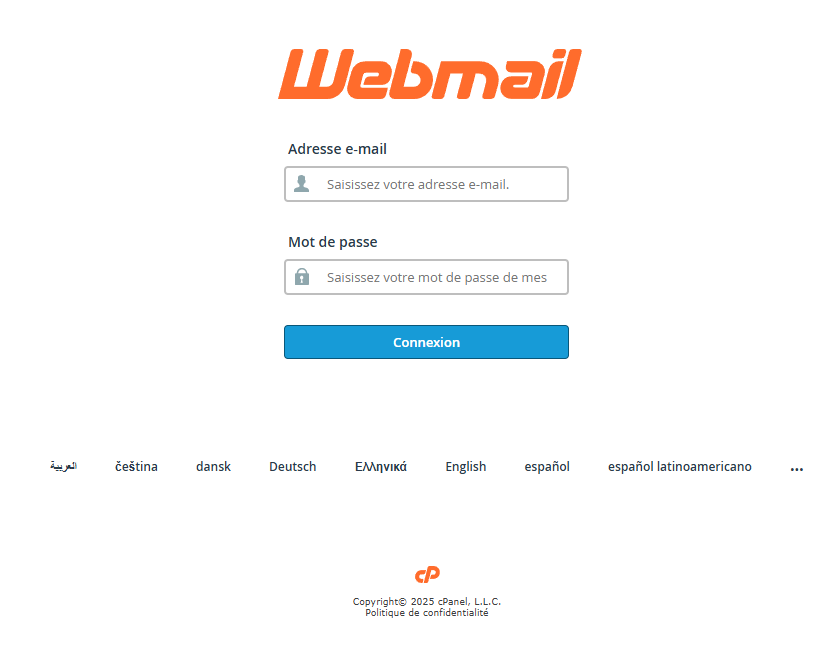 Webmail
Adresse e-mail
Saisissez votre adresse e-mail.
Mot de passe
Saisissez votre mot de passe de mes
Connexion
العربية čeština dansk Deutsch Ελληνικά English español español latinoamericano ...
cP
Copyright© 2025 cPanel, L.L.C.
Politique de confidentialité